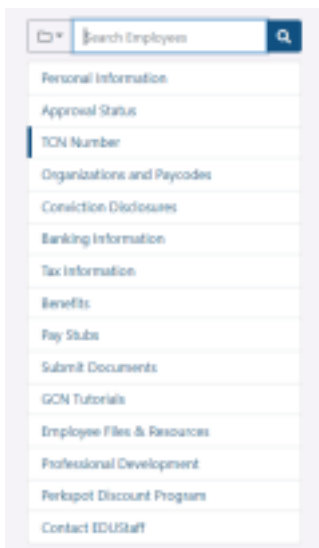 Search Employees
Personal Information
Approval Status
TCN Number
Organizations and Paycodes
Conviction Disclosures
Banking Information
Tax Information
Benefits
Pay Stubs
Submit Documents
GCN Tutorials
Employee Files & Resources
Professional Development
Perkspot Discount Program
Contact EDUStaff